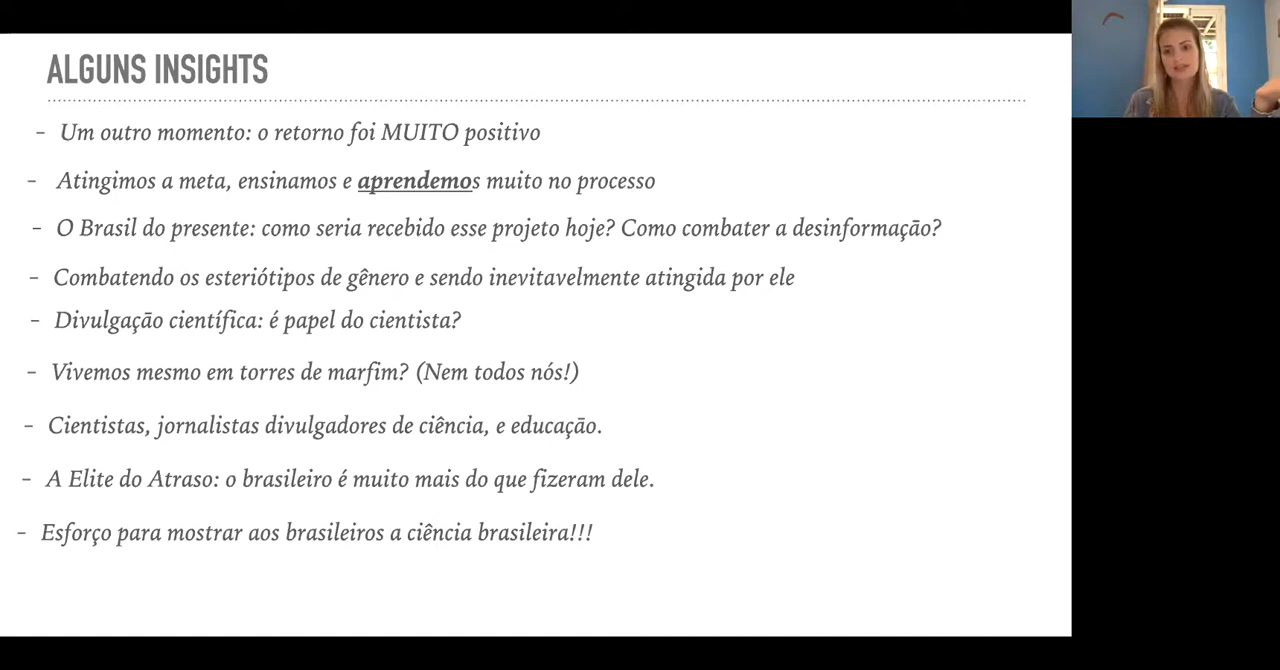 ALGUNS INSIGHTS
- Um outro momento: o retorno foi MUITO positivo
- Atingimos a meta, ensinamos e aprendemos muito no processo
- O Brasil do presente: como seria recebido esse projeto hoje? Como combater a desinformação?
- Combatendo os esteriótipos de gênero e sendo inevitavelmente atingida por ele
- Divulgação científica: é papel do cientista?
- Vivemos mesmo em torres de marfim? (Nem todos nós!)
- Cientistas, jornalistas divulgadores de ciência, e educação.
- A Elite do Atraso: o brasileiro é muito mais do que fizeram dele.
- Esforço para mostrar aos brasileiros a ciência brasileira!!!